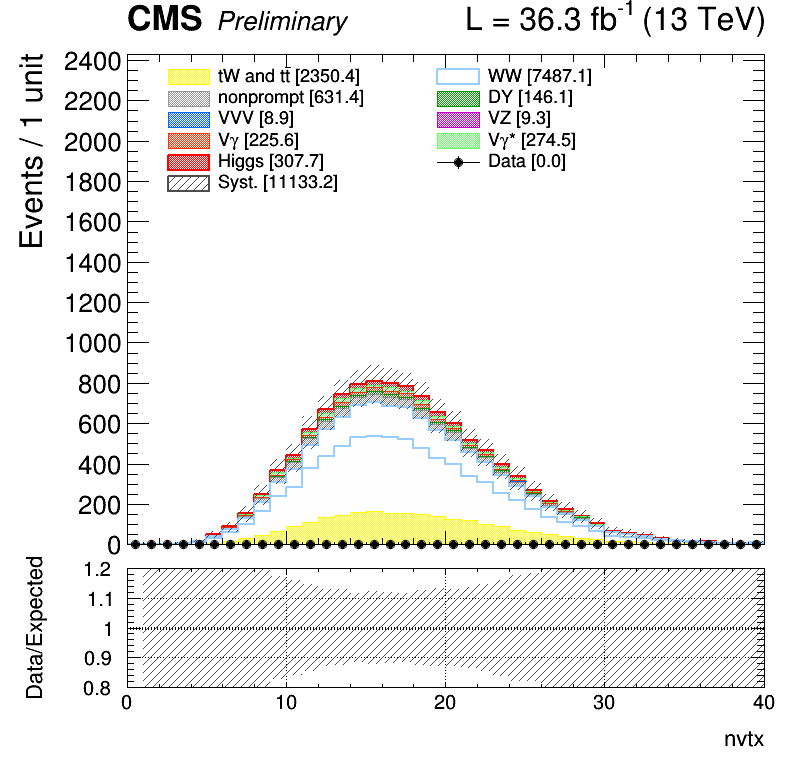 CMS Preliminary L = 36.3 fb⁻¹ (13 TeV)
Events / 1 unit
2400
2200
2000
1800
1600
1400
1200
1000
800
600
400
200
0
tW and tt̄ [2350.4]
nonprompt [631.4]
VVV [8.9]
Vγ [225.6]
Higgs [307.7]
Syst. [11133.2]
WW [7487.1]
DY [146.1]
VZ [9.3]
Vγ* [274.5]
Data [0.0]
Data/Expected
1.2
1.1
1
0.9
0.8
0 10 20 30 40
nvtx